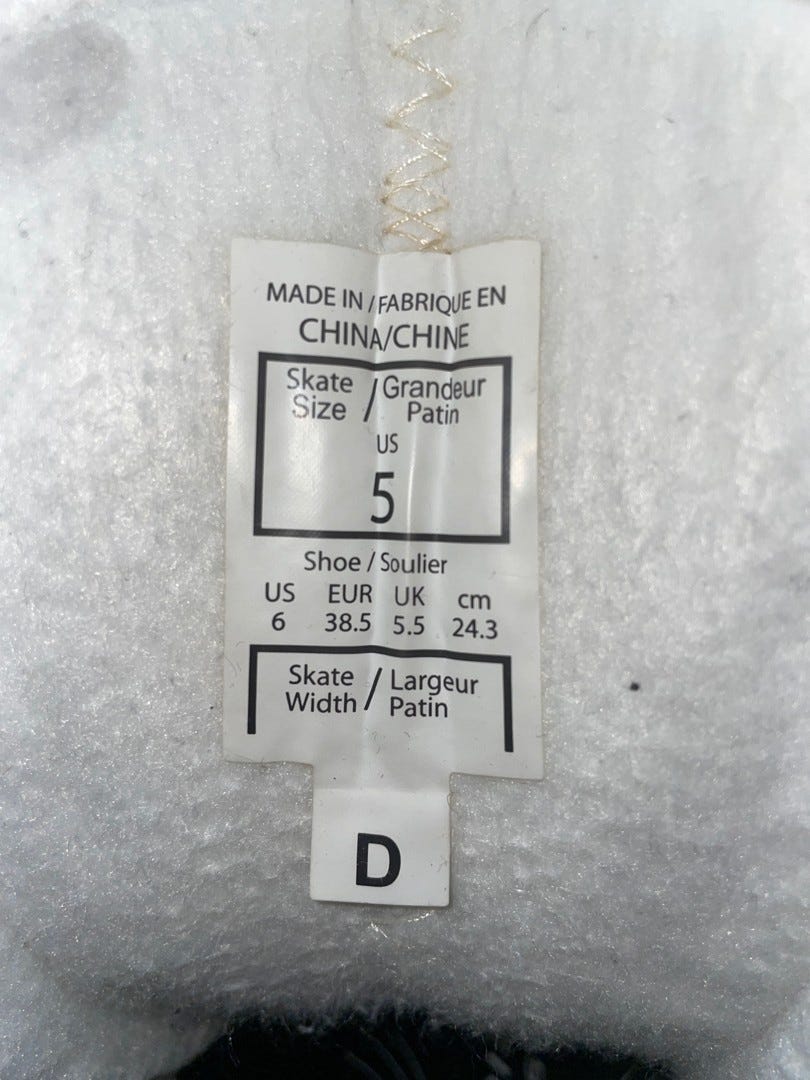 MADE IN / FABRIQUE EN
CHINA/CHINE
Skate Size / Grandeur Patin
US
5
Shoe / Soulier
US EUR UK cm
6 38.5 5.5 24.3
Skate Width / Largeur Patin
D